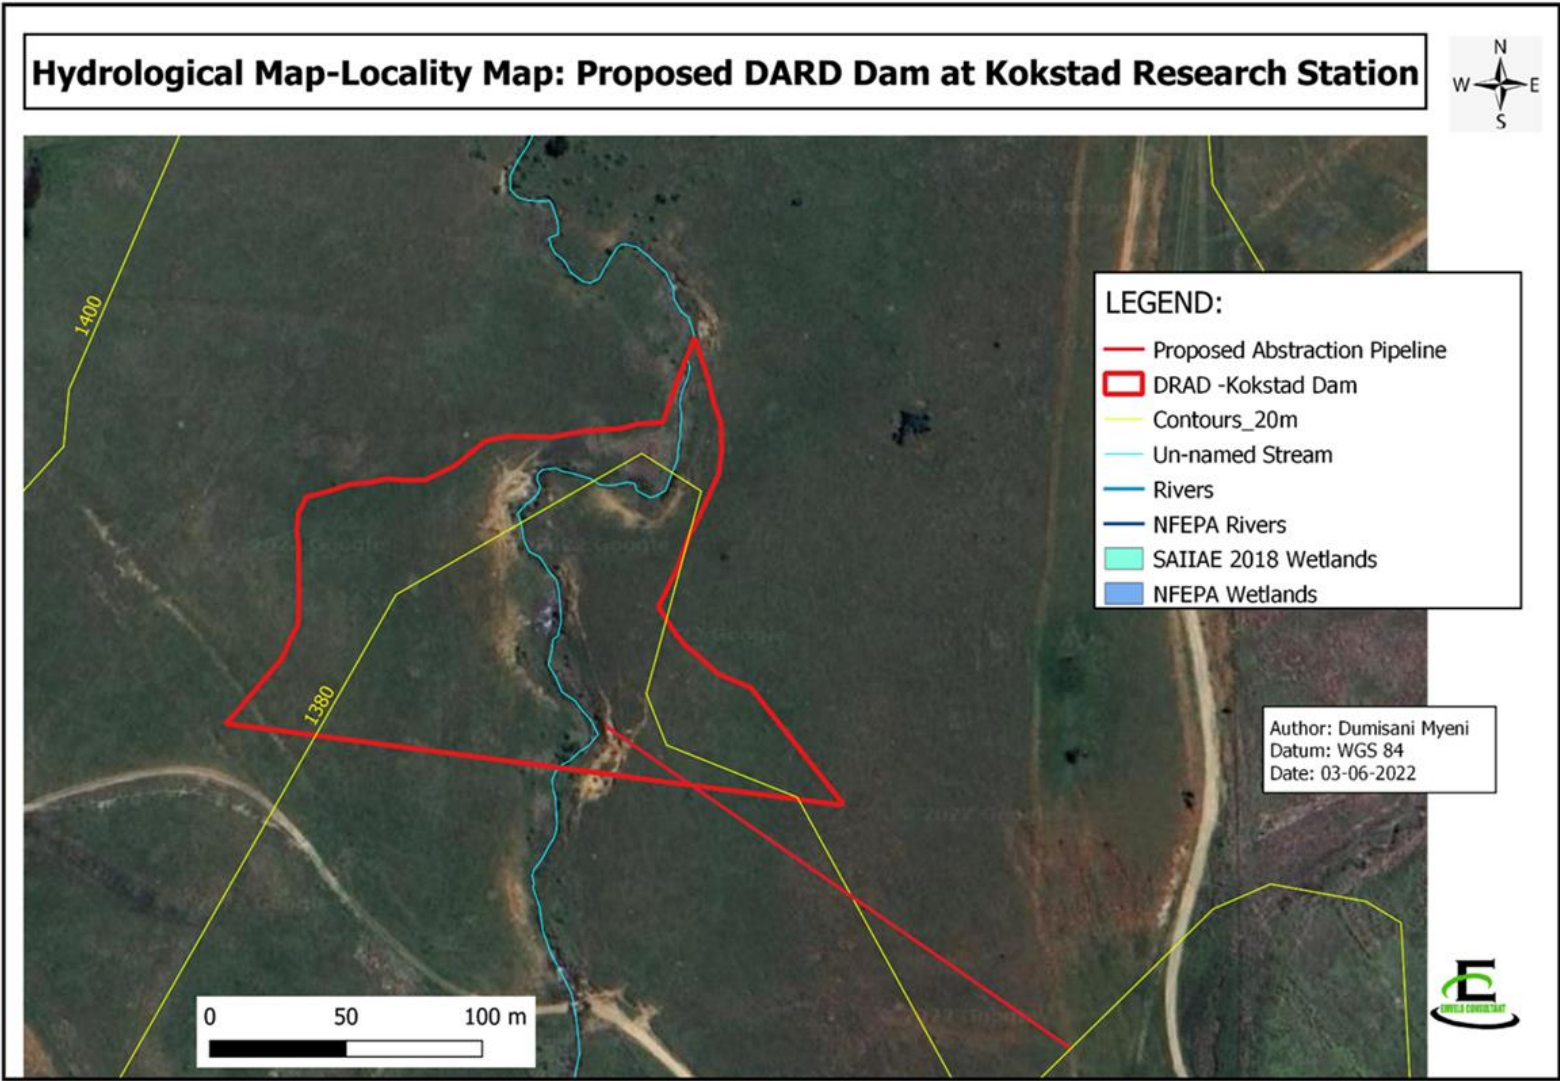 Hydrological Map-Locality Map: Proposed DARD Dam at Kokstad Research Station
N
W E
S
1400
1380
LEGEND:
Proposed Abstraction Pipeline
DRAD -Kokstad Dam
Contours_20m
Un-named Stream
Rivers
NFEPA Rivers
SAIIAE 2018 Wetlands
NFEPA Wetlands
Author: Dumisani Myeni
Datum: WGS 84
Date: 03-06-2022
0 50 100 m
E